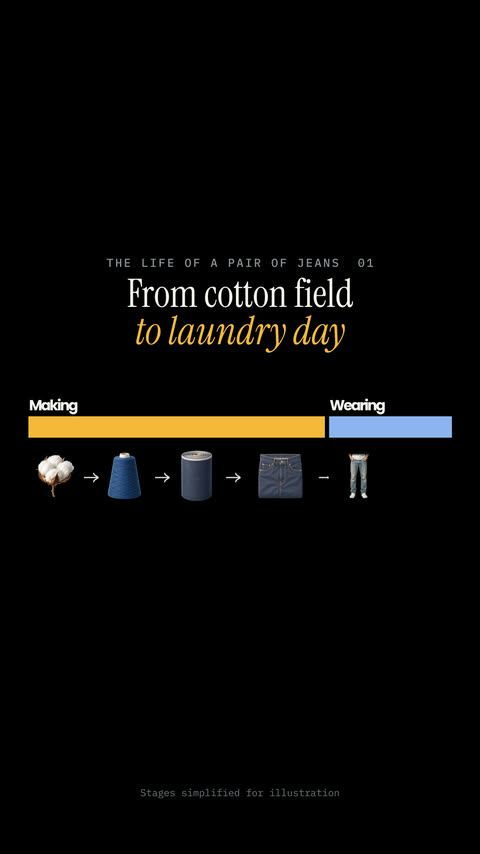 THE LIFE OF A PAIR OF JEANS 01
From cotton field
to laundry day
Making
Wearing
Stages simplified for illustration